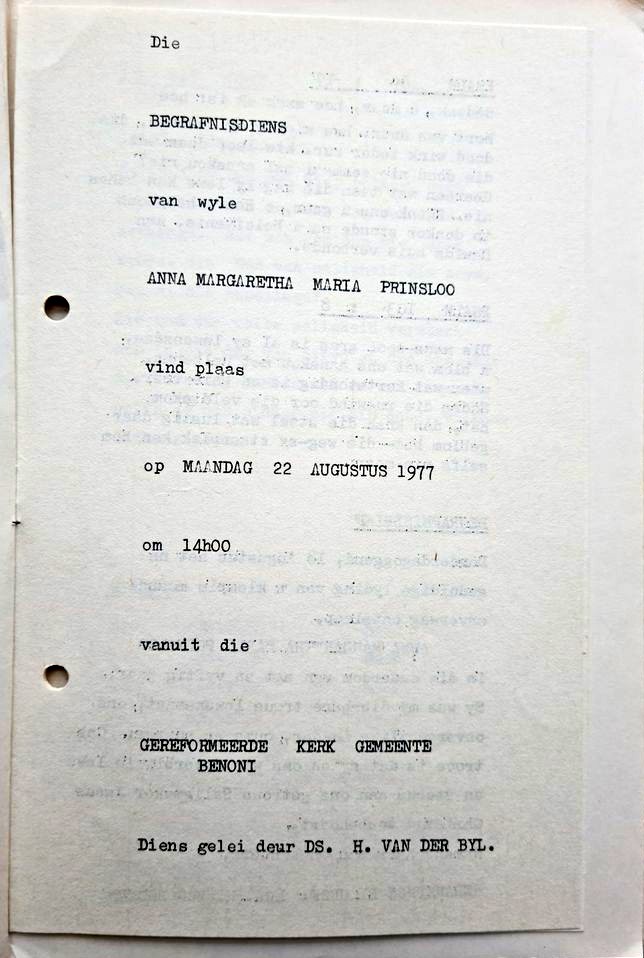 Die
BEGRAFNISDIENS
van wyle
ANNA MARGARETHA MARIA PRINSLOO
vind plaas
op MAANDAG 22 AUGUSTUS 1977
om 14h00
vanuit die
GEREFORMEERDE KERK GEMEENTE
BENONI
Diens gelei deur DS. H. VAN DER BYL.